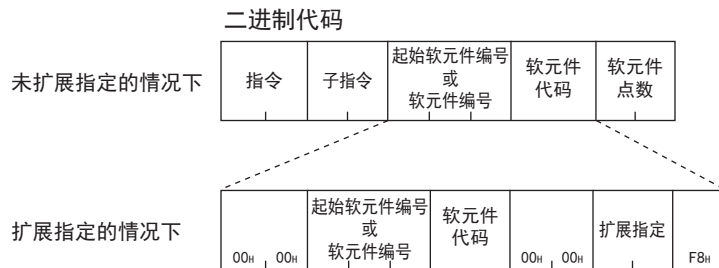 二进制代码
未扩展指定的情况下
指令
子指令
起始软元件编号
或
软元件编号
软元件
代码
软元件
点数
扩展指定的情况下
00H 00H
起始软元件编号
或
软元件编号
软元件
代码
00H 00H
扩展指定
F8H